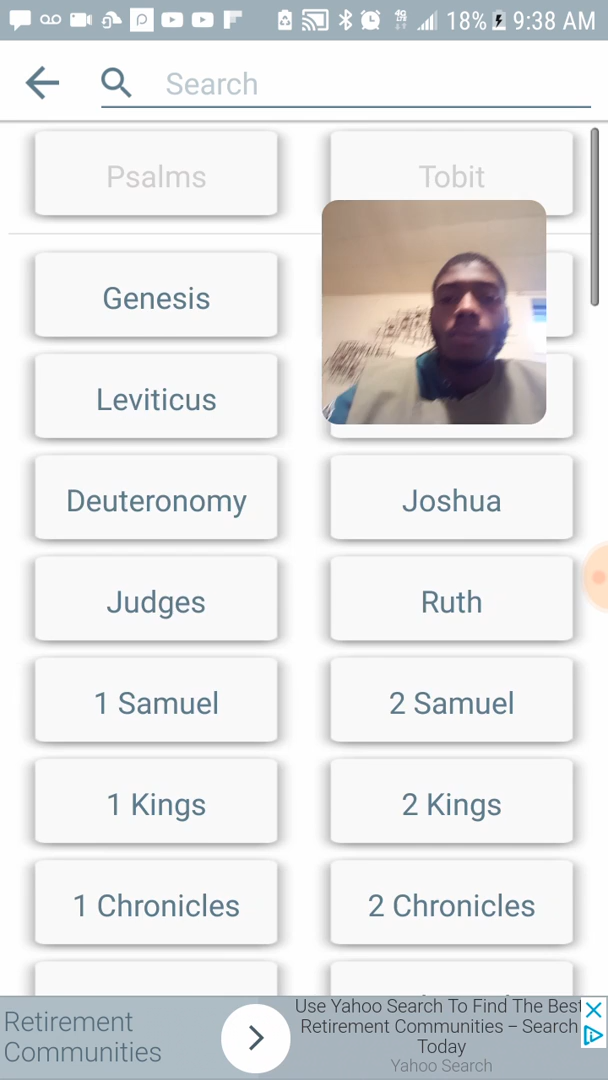 18% 9:38 AM
Search
Psalms Tobit
Genesis
Leviticus
Deuteronomy Joshua
Judges Ruth
1 Samuel 2 Samuel
1 Kings 2 Kings
1 Chronicles 2 Chronicles
Retirement Communities
Use Yahoo Search To Find The Best
Retirement Communities – Search
Today
Yahoo Search